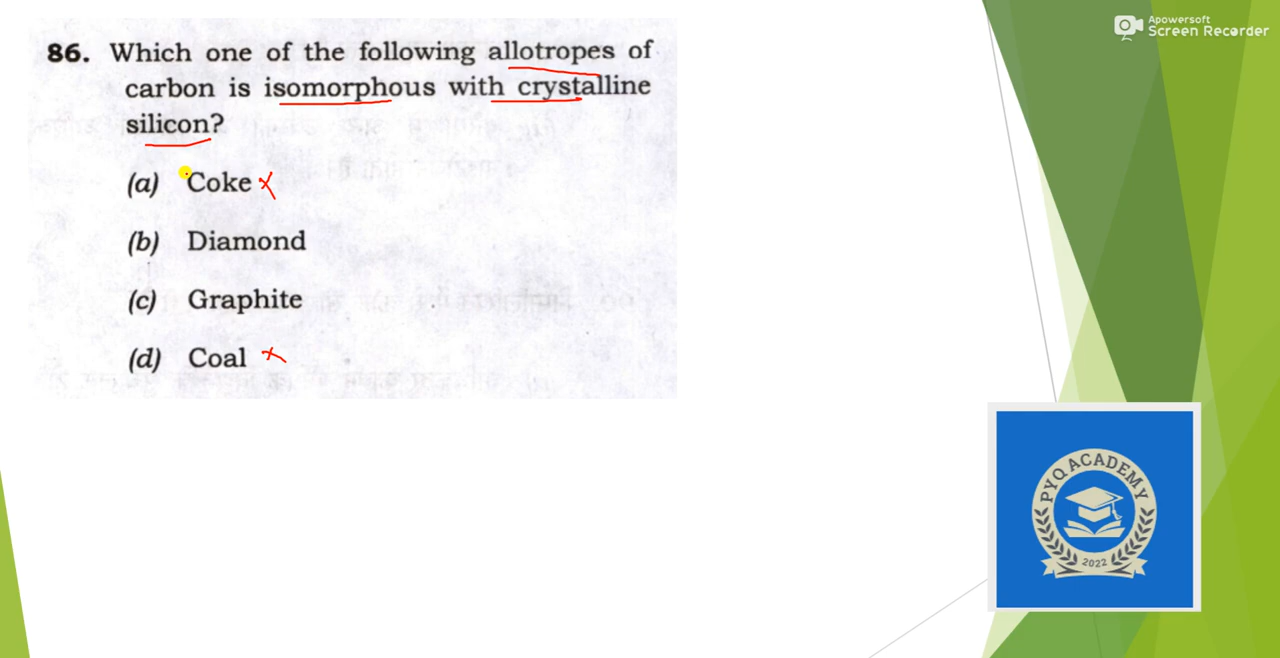 Apowersoft
Screen Recorder
86. Which one of the following allotropes of
carbon is isomorphous with crystalline
silicon?
(a) Coke
(b) Diamond
(c) Graphite
(d) Coal
PYQ ACADEMY
2022